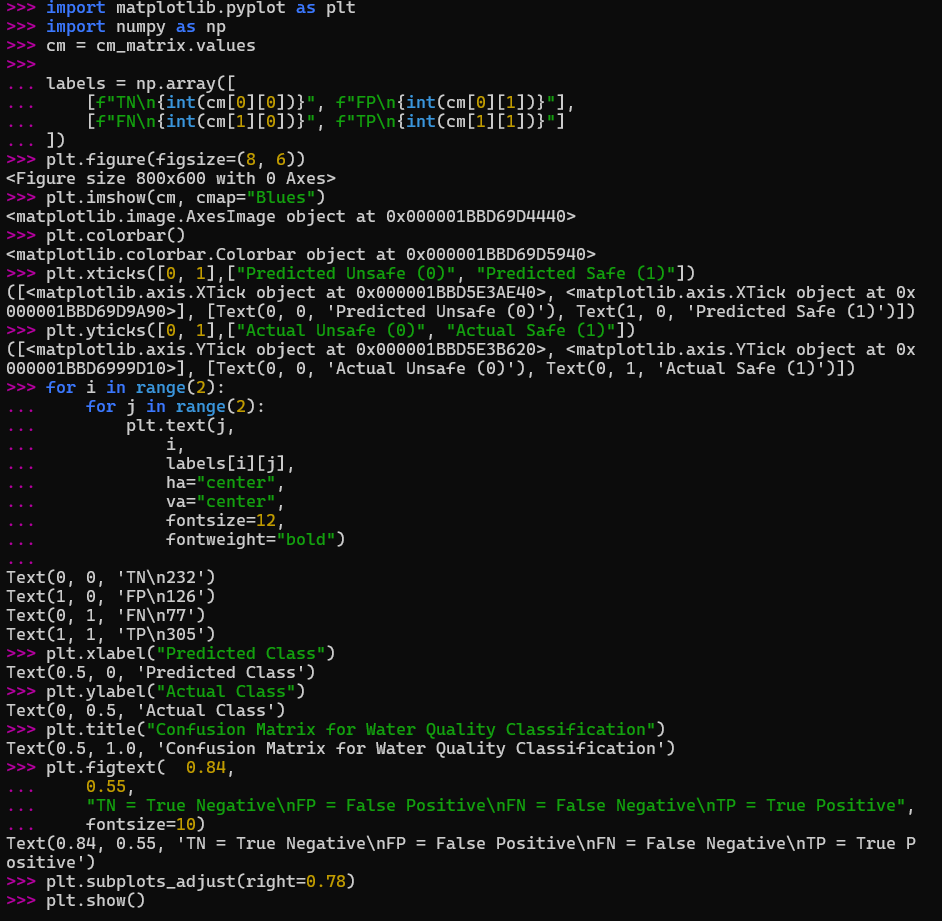 >>> import matplotlib.pyplot as plt
>>> import numpy as np
>>> cm = cm_matrix.values
>>>
... labels = np.array([
...     [f"TN\n{int(cm[0][0])}", f"FP\n{int(cm[0][1])}"],
...     [f"FN\n{int(cm[1][0])}", f"TP\n{int(cm[1][1])}"]
... ])
>>> plt.figure(figsize=(8, 6))
<Figure size 800x600 with 0 Axes>
>>> plt.imshow(cm, cmap="Blues")
<matplotlib.image.AxesImage object at 0x000001BBD69D4440>
>>> plt.colorbar()
<matplotlib.colorbar.Colorbar object at 0x000001BBD69D5940>
>>> plt.xticks([0, 1],["Predicted Unsafe (0)", "Predicted Safe (1)"])
([<matplotlib.axis.XTick object at 0x000001BBD5E3AE40>, <matplotlib.axis.XTick object at 0x
000001BBD69D9A90>], [Text(0, 0, 'Predicted Unsafe (0)'), Text(1, 0, 'Predicted Safe (1)')])
>>> plt.yticks([0, 1],["Actual Unsafe (0)", "Actual Safe (1)"])
([<matplotlib.axis.YTick object at 0x000001BBD5E3B620>, <matplotlib.axis.YTick object at 0x
000001BBD6999D10>], [Text(0, 0, 'Actual Unsafe (0)'), Text(0, 1, 'Actual Safe (1)')])
>>> for i in range(2):
...     for j in range(2):
...         plt.text(j,
...             i,
...             labels[i][j],
...             ha="center",
...             va="center",
...             fontsize=12,
...             fontweight="bold")
...
Text(0, 0, 'TN\n232')
Text(1, 0, 'FP\n126')
Text(0, 1, 'FN\n77')
Text(1, 1, 'TP\n305')
>>> plt.xlabel("Predicted Class")
Text(0.5, 0, 'Predicted Class')
>>> plt.ylabel("Actual Class")
Text(0, 0.5, 'Actual Class')
>>> plt.title("Confusion Matrix for Water Quality Classification")
Text(0.5, 1.0, 'Confusion Matrix for Water Quality Classification')
>>> plt.figtext(  0.84,
...     0.55,
...     "TN = True Negative\nFP = False Positive\nFN = False Negative\nTP = True Positive",
...     fontsize=10)
Text(0.84, 0.55, 'TN = True Negative\nFP = False Positive\nFN = False Negative\nTP = True P
ositive')
>>> plt.subplots_adjust(right=0.78)
>>> plt.show()